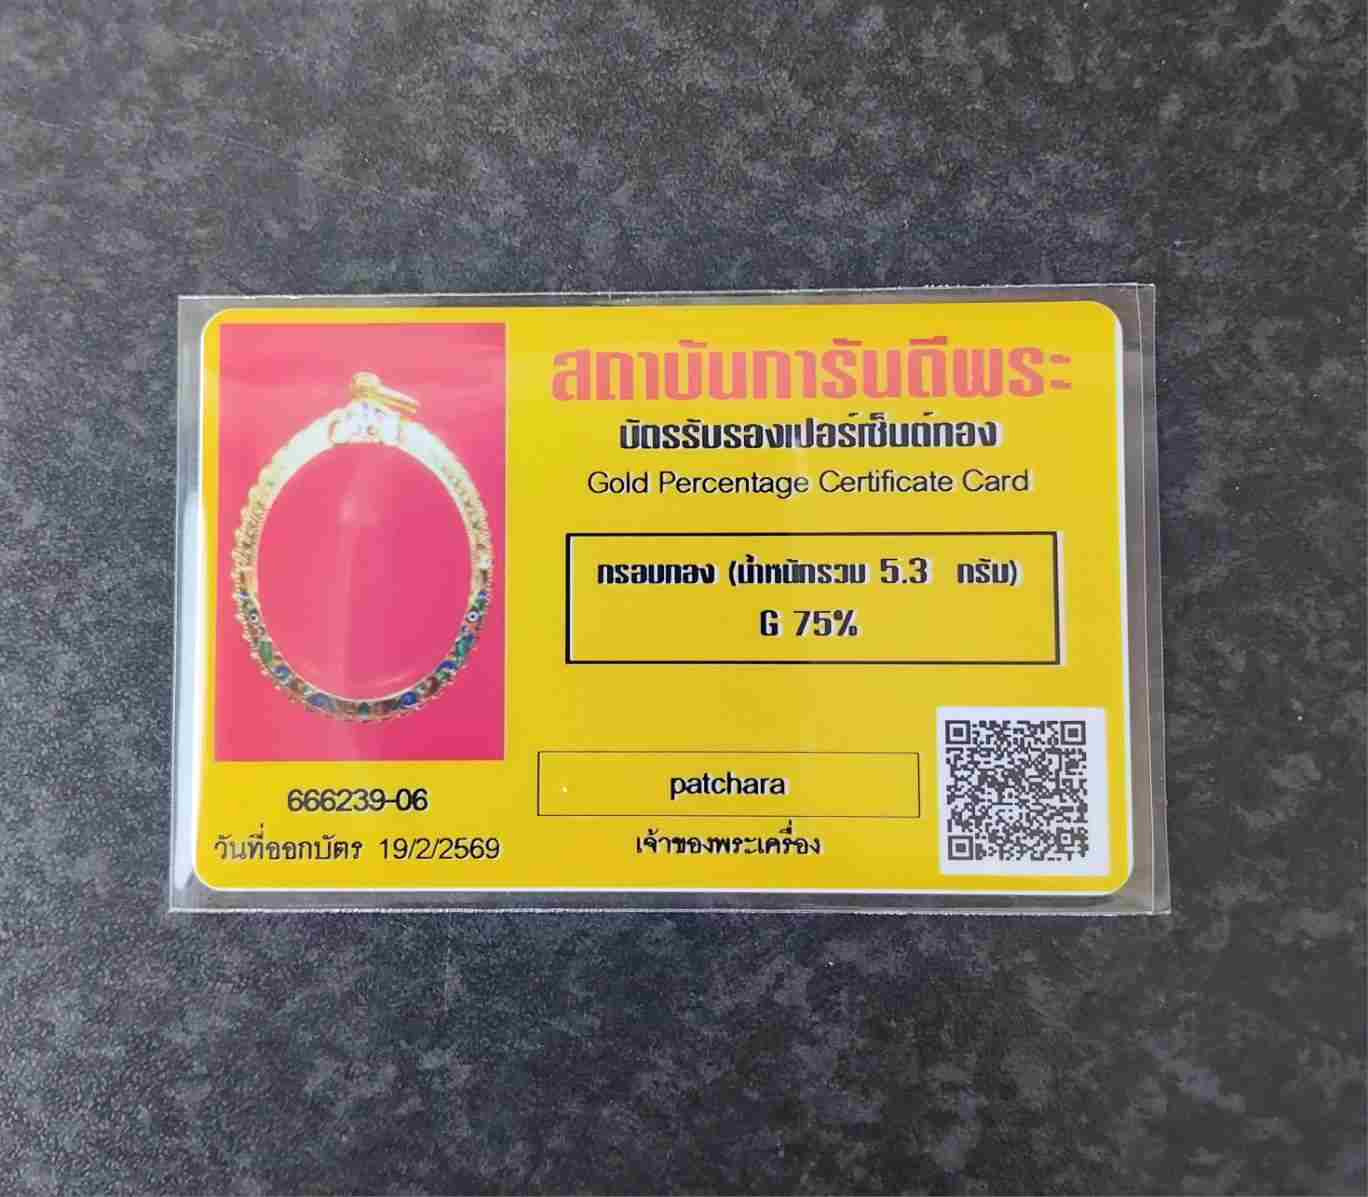 สถาบันการันตีพระ
บัตรรับรองเปอร์เซ็นต์ทอง
Gold Percentage Certificate Card
กรอบทอง (น้ำหนักรวม 5.3 กรัม)
G 75%
patchara
เจ้าของพระเครื่อง
666239-06
วันที่ออกบัตร 19/2/2569